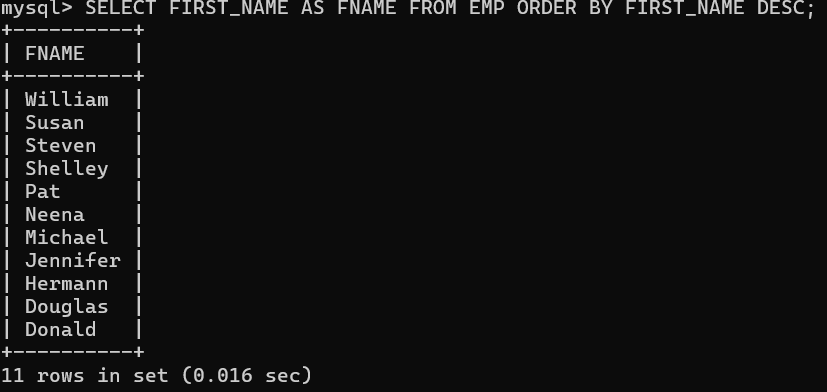 mysql> SELECT FIRST_NAME AS FNAME FROM EMP ORDER BY FIRST_NAME DESC;
+----------+
| FNAME    |
+----------+
| William  |
| Susan    |
| Steven   |
| Shelley  |
| Pat      |
| Neena    |
| Michael  |
| Jennifer |
| Hermann  |
| Douglas  |
| Donald   |
+----------+
11 rows in set (0.016 sec)